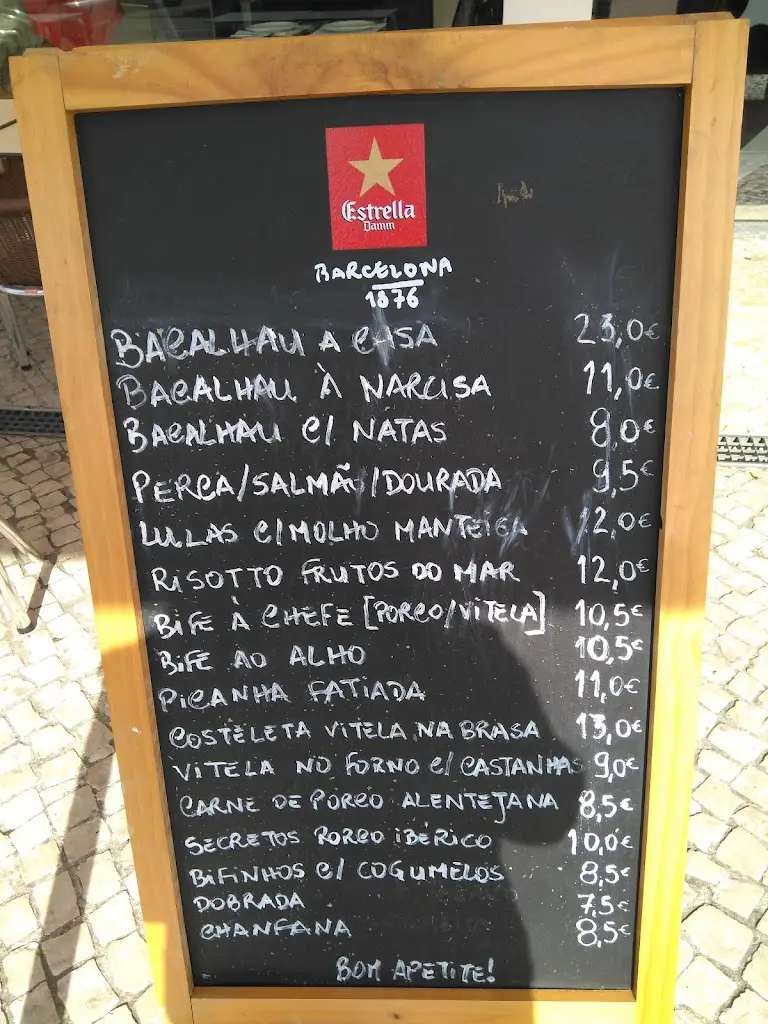 Estrella
Damm
BARCELONA
1876
BACALHAU A CASA 23,0€
BACALHAU À NARCISA 11,0€
BACALHAU C/ NATAS 8,0€
PERCA/SALMÃO/DOURADA 9,5€
LULAS C/MOLHO MANTEIGA 12,0€
RISOTTO FRUTOS DO MAR 12,0€
BIFE À CHEFE [PORCO/VITELA] 10,5€
BIFE AO ALHO 10,5€
PICANHA FATIADA 11,0€
COSTELETA VITELA NA BRASA 13,0€
VITELA NO FORNO C/ CASTANHAS 9,0€
CARNE DE PORCO ALENTEJANA 8,5€
SECRETOS PORCO IBÉRICO 10,0€
BIFINHOS C/ COGUMELOS 8,5€
DOBRADA 7,5€
CHANFANA 8,5€
BOM APETITE!